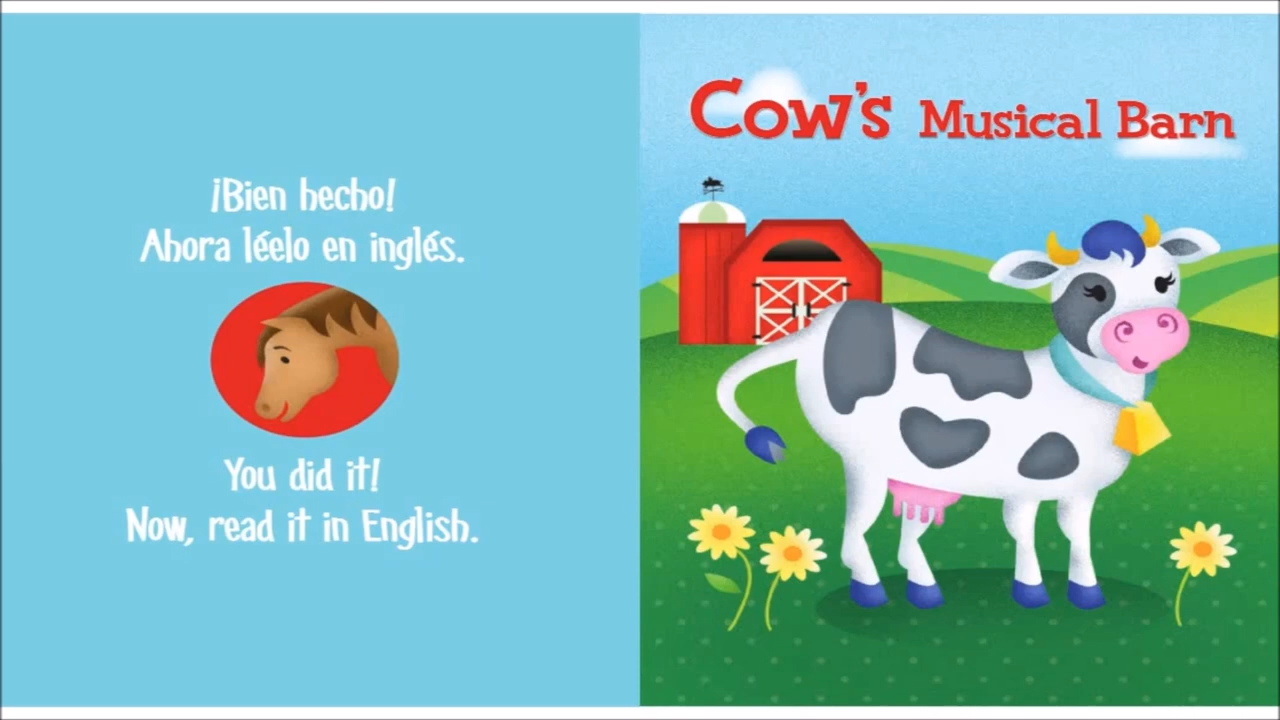 ¡Bien hecho!
Ahora léelo en inglés.
You did it!
Now, read it in English.
Cow's Musical Barn